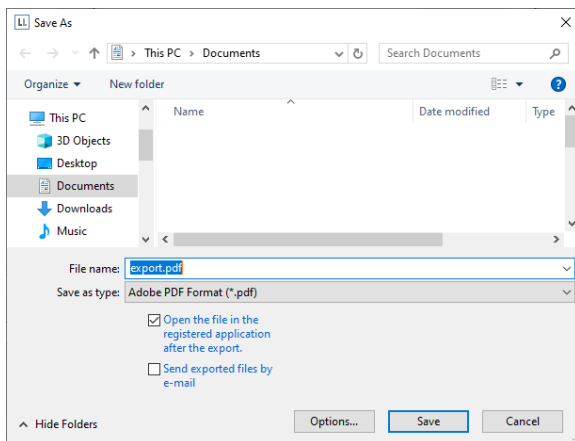 LL Save As
This PC > Documents
Search Documents
Organize New folder
?
Name Date modified Type
This PC
3D Objects
Desktop
Documents
Downloads
Music
File name: export.pdf
Save as type: Adobe PDF Format (*.pdf)
Open the file in the
registered application
after the export.
Send exported files by
e-mail
Hide Folders
Options... Save Cancel